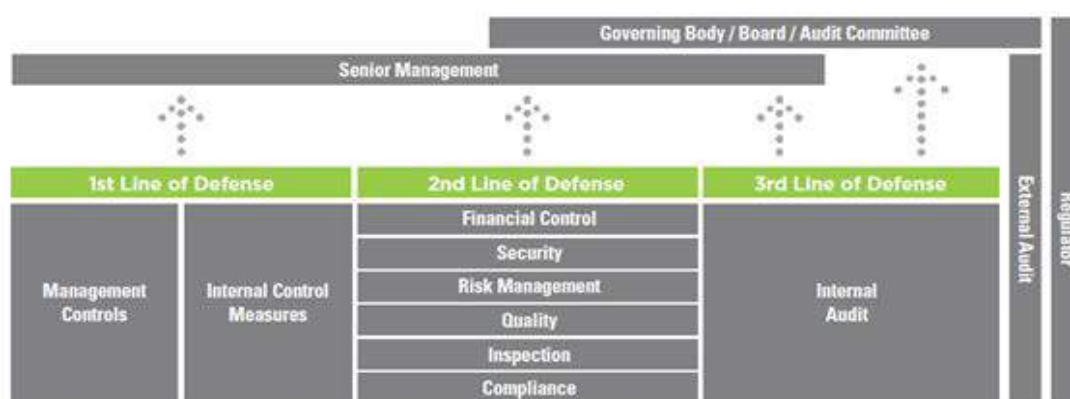 Governing Body / Board / Audit Committee
Senior Management
1st Line of Defense
2nd Line of Defense
3rd Line of Defense
Management
Controls
Internal Control
Measures
Financial Control
Security
Risk Management
Quality
Inspection
Compliance
Internal
Audit
External Audit
Regulator